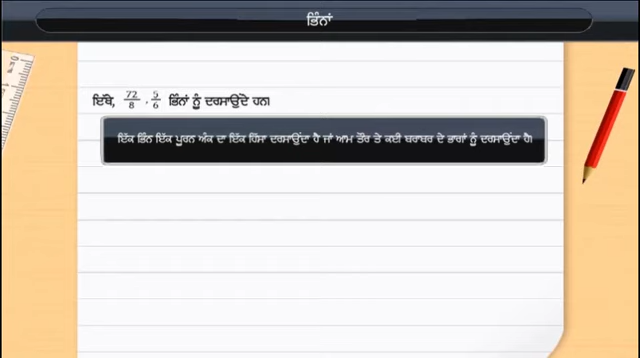 ਭਿੰਨਾਂ
ਇੱਥੇ, 72/8 . 5/6 ਭਿੰਨਾਂ ਨੂੰ ਦਰਸਾਉਂਦੇ ਹਨ।
ਇੱਕ ਭਿੰਨ ਇੱਕ ਪੂਰਨ ਅੰਕ ਦਾ ਇੱਕ ਹਿੱਸਾ ਦਰਸਾਉਂਦਾ ਹੈ ਜਾਂ ਆਮ ਤੌਰ ਤੇ ਕਈ ਬਰਾਬਰ ਦੇ ਭਾਗਾਂ ਨੂੰ ਦਰਸਾਉਂਦਾ ਹੈ।